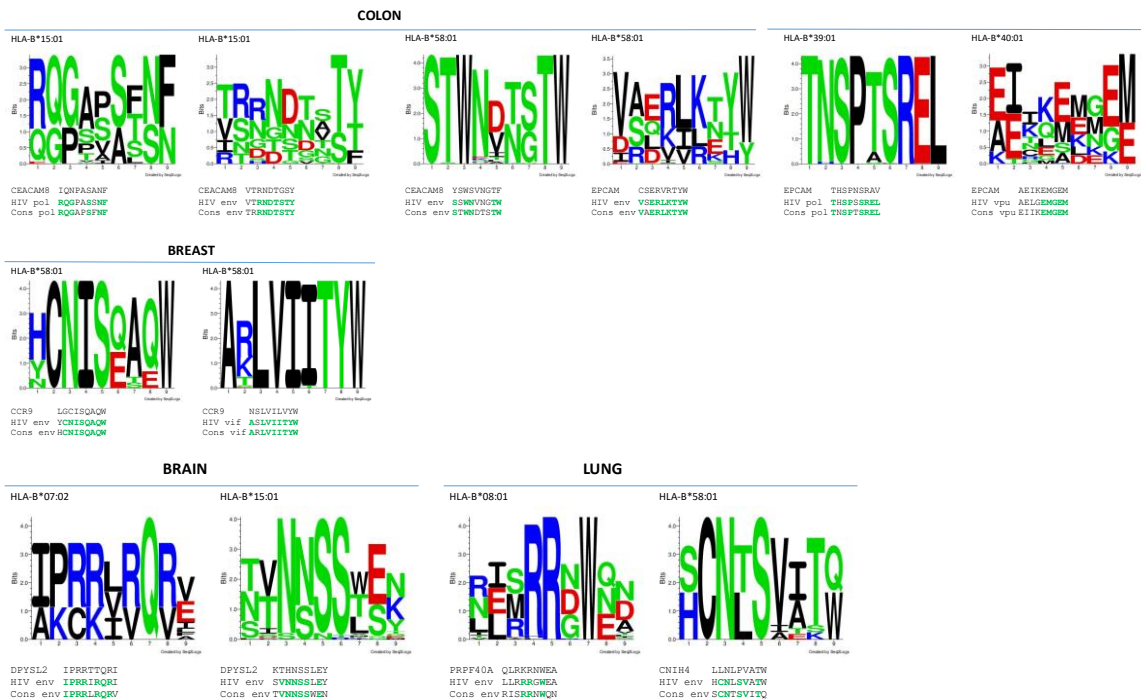 COLON
HLA-B*15:01
HLA-B*15:01
HLA-B*58:01
HLA-B*58:01
HLA-B*39:01
HLA-B*40:01
CEACAM8 IQNPASANF
HIV pol RQGPASSNF
Cons pol RQGAPSFNF
CEACAM8 VTRNDTGSY
HIV env VTRRNDTSTY
Cons env TRRNDTSTY
CEACAM8 YSWSVNGTF
HIV env SSWNVNGTW
Cons env STWNDTSTW
EPCAM CSERVRTYW
HIV env VSERLKTYW
Cons env VAERLKTYW
EPCAM THSPNSRAV
HIV pol THSPSSREL
Cons pol TNSPTSREL
EPCAM AEIKEMGEM
HIV vpu AELGEMGEM
Cons vpu EIIKEMGEM
BREAST
HLA-B*58:01
HLA-B*58:01
CCR9 LGCISQAQW
HIV env YCNISQAQW
Cons env HCNISQAQW
CCR9 NSLVILVYW
HIV vif ASLVIITYW
Cons vif ARLVIITYW
BRAIN
LUNG
HLA-B*07:02
HLA-B*15:01
HLA-B*08:01
HLA-B*58:01
DPYSL2 IPRRTTQRI
HIV env IPRRIRQRI
Cons env IPRRLRQRV
DPYSL2 KTHNSSLEY
HIV env SVNNSSLEY
Cons env TVNNSSWEN
PRPF40A QLRKRNWEA
HIV env LLRRRGWEA
Cons env RISRRNWQN
CNIH4 LLNLPVATW
HIV env HCNLSVATW
Cons env SCNTSVITQ